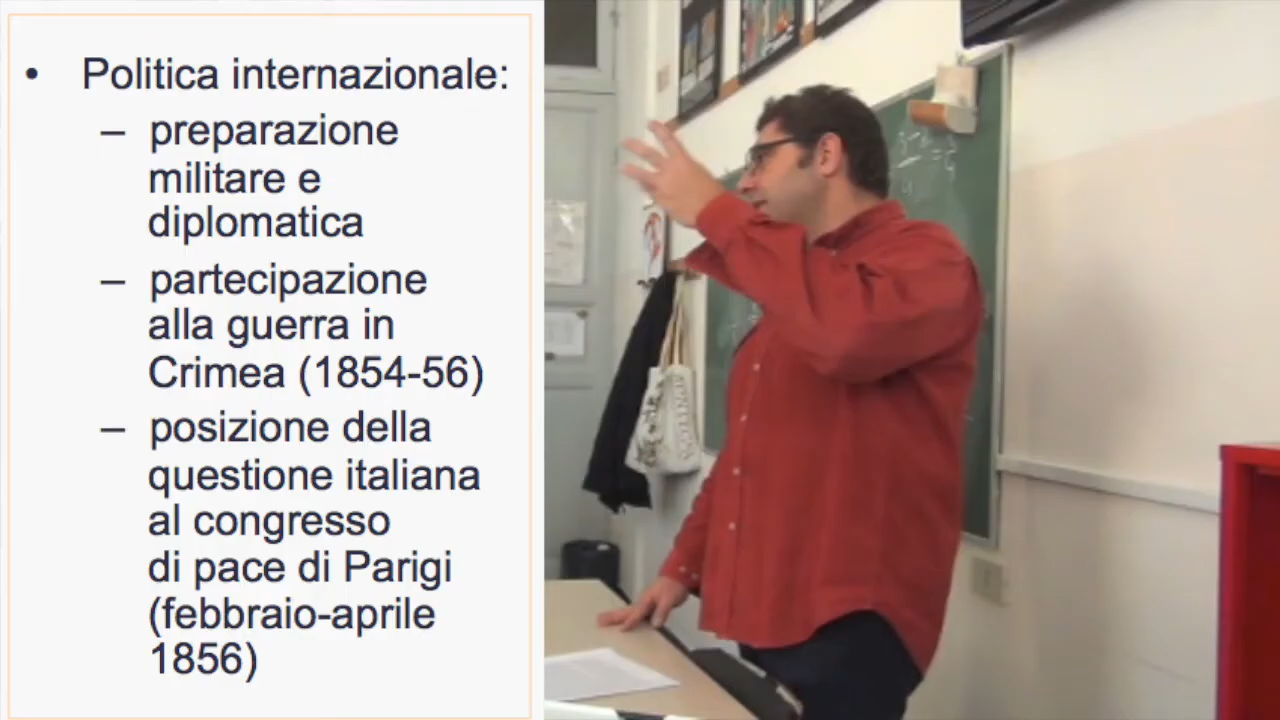 • Politica internazionale:
– preparazione
militare e
diplomatica
– partecipazione
alla guerra in
Crimea (1854-56)
– posizione della
questione italiana
al congresso
di pace di Parigi
(febbraio-aprile
1856)